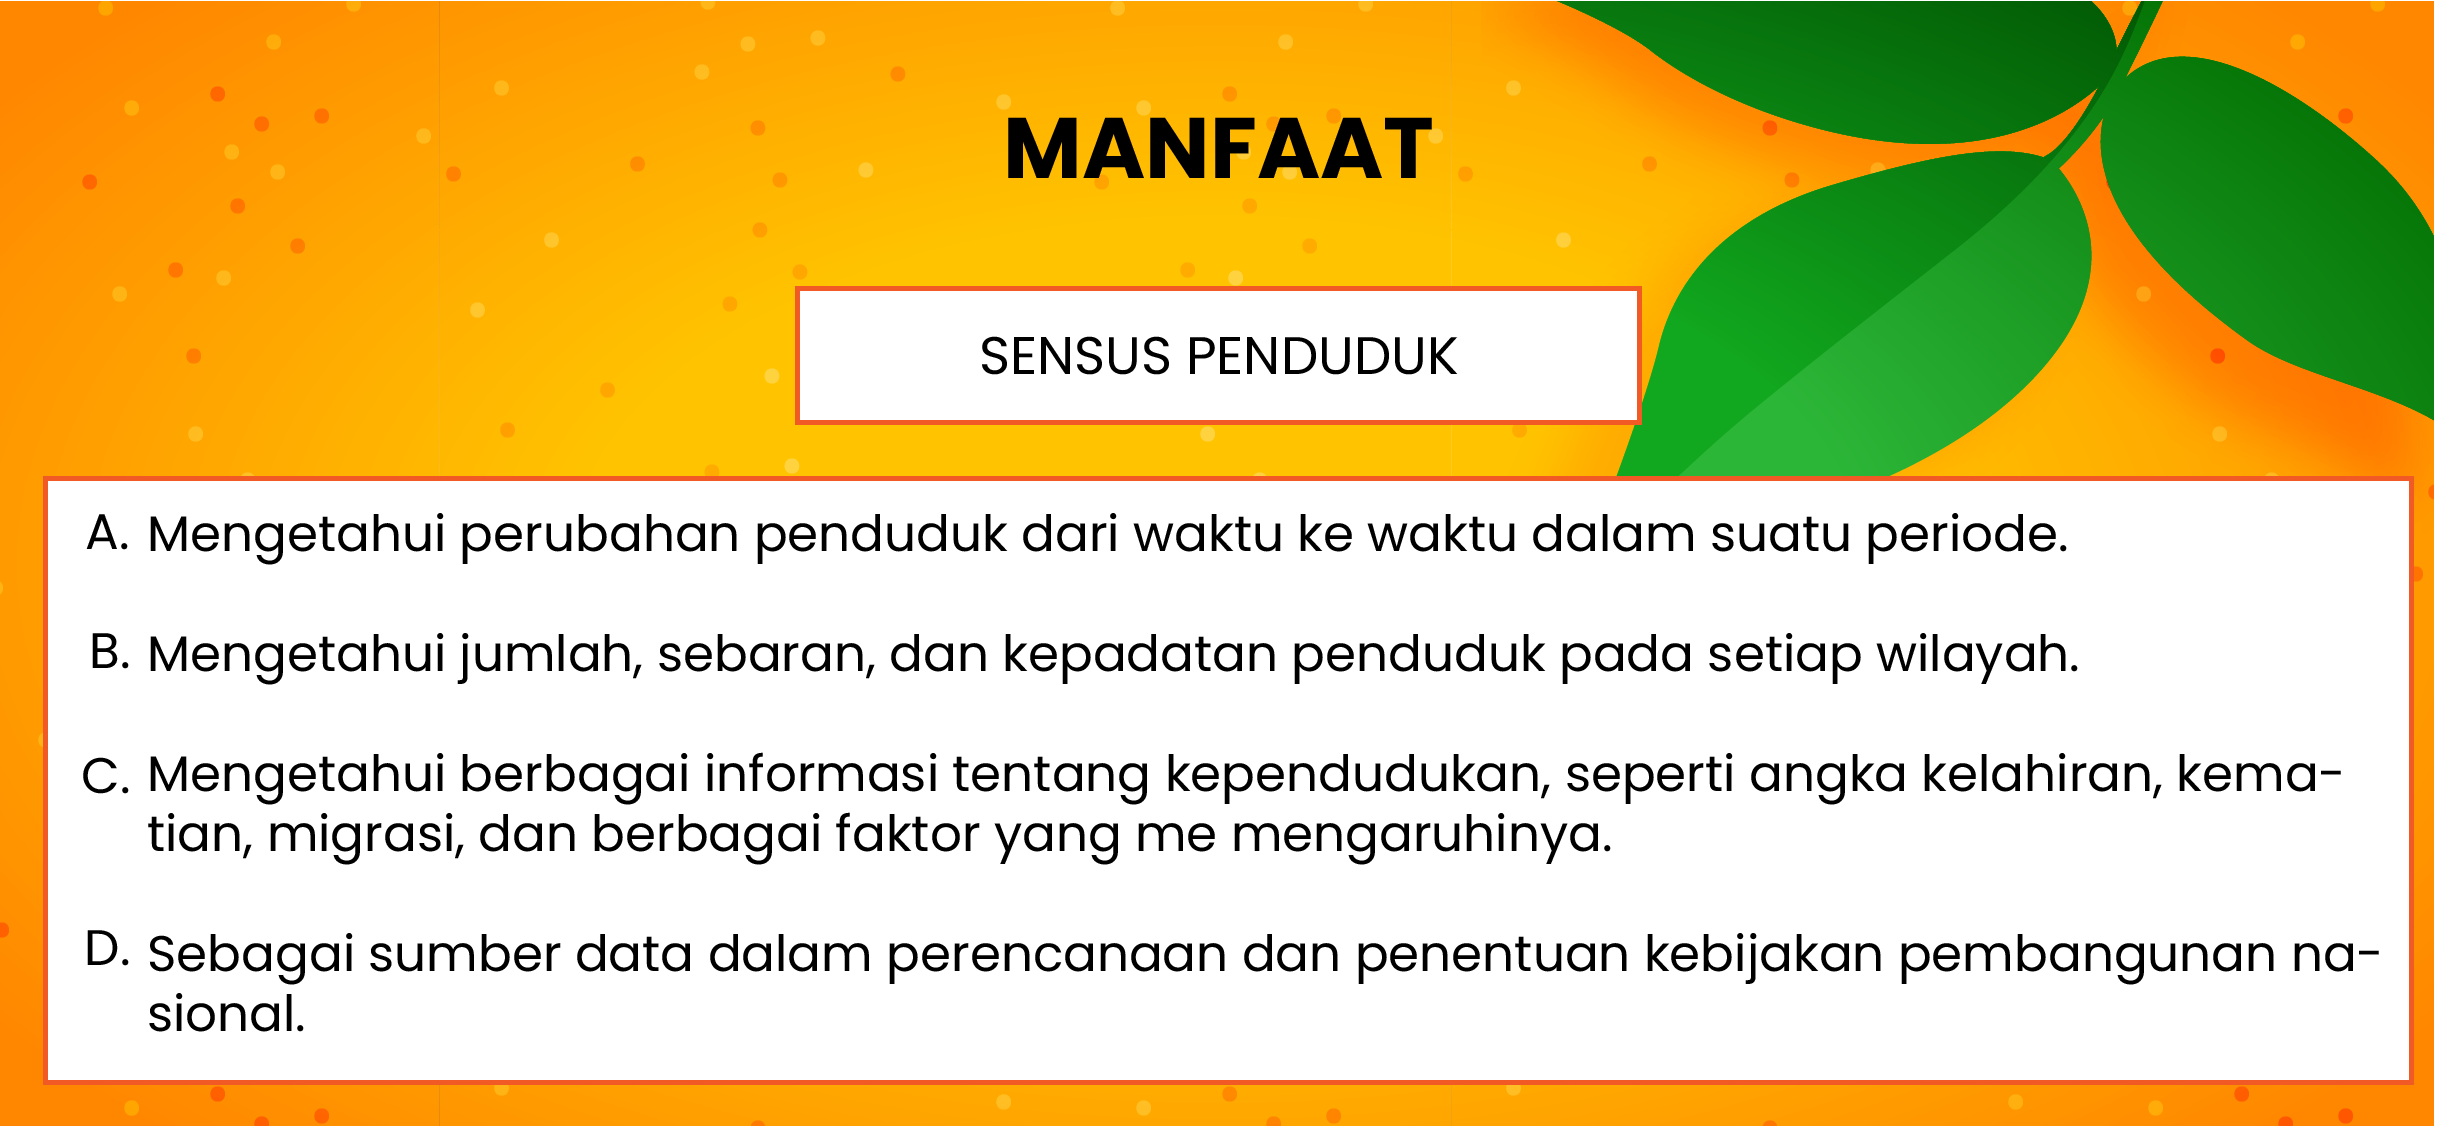 MANFAAT
SENSUS PENDUDUK
A. Mengetahui perubahan penduduk dari waktu ke waktu dalam suatu periode.
B. Mengetahui jumlah, sebaran, dan kepadatan penduduk pada setiap wilayah.
C. Mengetahui berbagai informasi tentang kependudukan, seperti angka kelahiran, kema-
tian, migrasi, dan berbagai faktor yang me mengaruhinya.
D. Sebagai sumber data dalam perencanaan dan penentuan kebijakan pembangunan na-
sional.